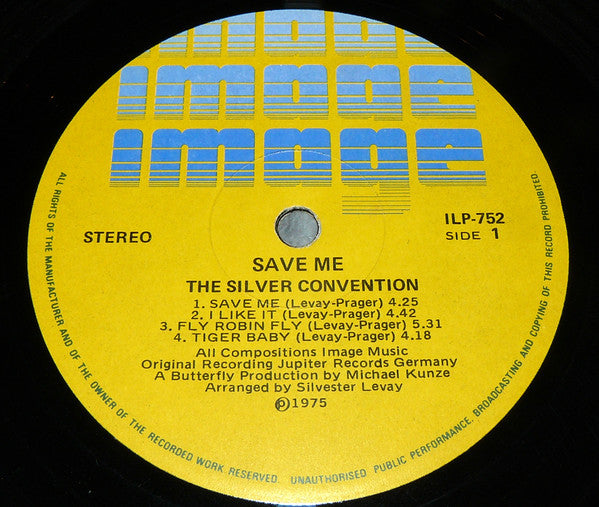 image
image
image
STEREO
ILP-752
SIDE 1
SAVE ME
THE SILVER CONVENTION
1. SAVE ME (Levay-Prager) 4.25
2. I LIKE IT (Levay-Prager) 4.42
3. FLY ROBIN FLY (Levay-Prager) 5.31
4. TIGER BABY (Levay-Prager) 4.18
All Compositions Image Music
Original Recording Jupiter Records Germany
A Butterfly Production by Michael Kunze
Arranged by Silvester Levay
℗1975
ALL RIGHTS OF THE MANUFACTURER AND OF THE OWNER OF THE RECORDED WORK RESERVED. UNAUTHORISED PUBLIC PERFORMANCE, BROADCASTING AND COPYING OF THIS RECORD PROHIBITED.